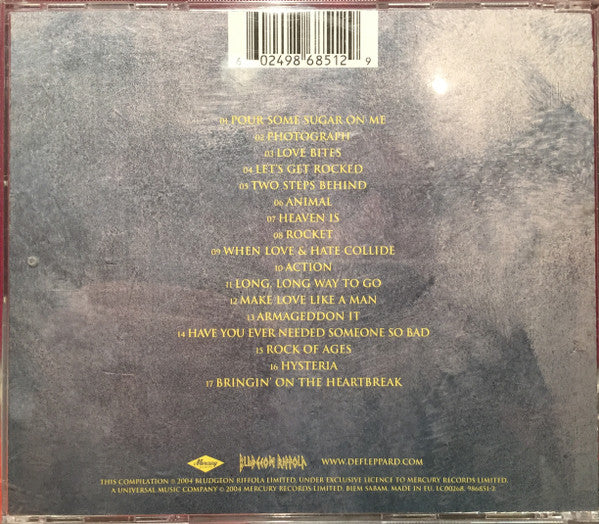 6 02498 68512 9
01 POUR SOME SUGAR ON ME
02 PHOTOGRAPH
03 LOVE BITES
04 LET'S GET ROCKED
05 TWO STEPS BEHIND
06 ANIMAL
07 HEAVEN IS
08 ROCKET
09 WHEN LOVE & HATE COLLIDE
10 ACTION
11 LONG, LONG WAY TO GO
12 MAKE LOVE LIKE A MAN
13 ARMAGEDDON IT
14 HAVE YOU EVER NEEDED SOMEONE SO BAD
15 ROCK OF AGES
16 HYSTERIA
17 BRINGIN' ON THE HEARTBREAK
Mercury BLUDGEON RIFFOLA WWW.DEFLEPPARD.COM
THIS COMPILATION ℗ 2004 BLUDGEON RIFFOLA LIMITED, UNDER EXCLUSIVE LICENCE TO MERCURY RECORDS LIMITED.
A UNIVERSAL MUSIC COMPANY © 2004 MERCURY RECORDS LIMITED. BIEM SABAM. MADE IN EU. LC00268. 986851-2